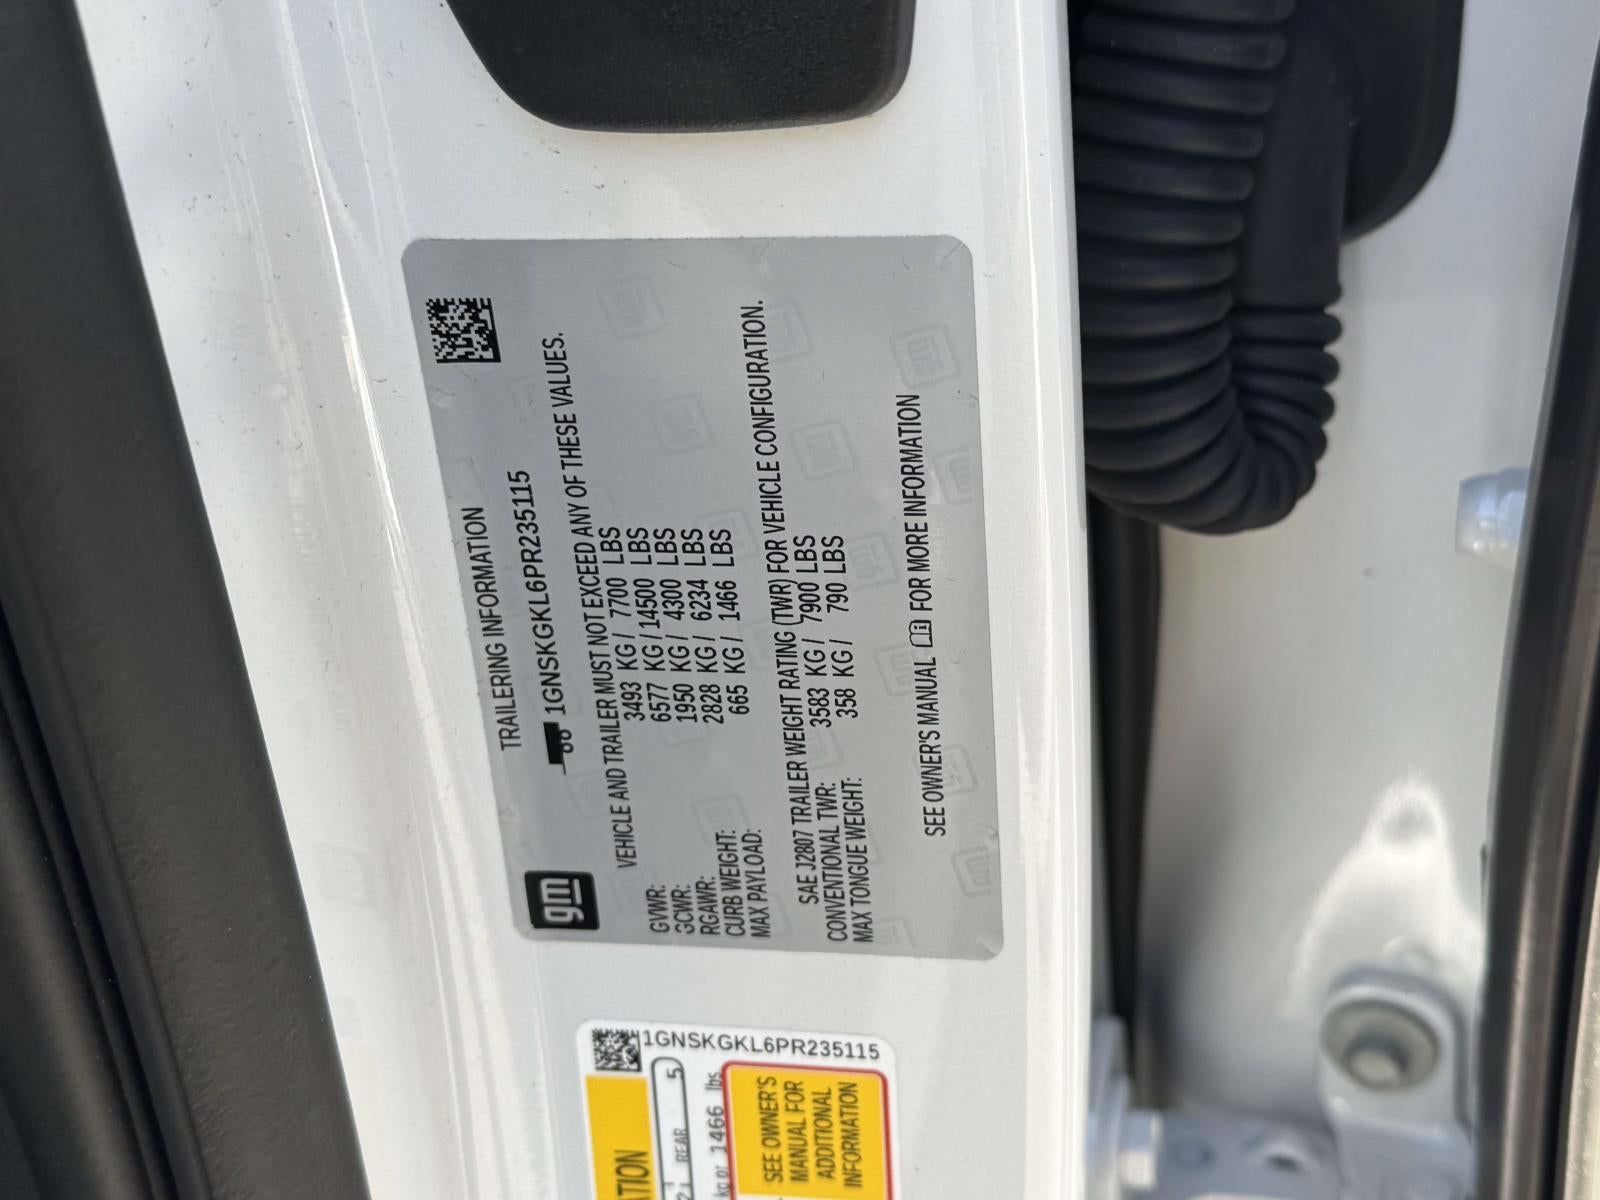 gm
TRAILERING INFORMATION
1GNSKGKL6PR235115
VEHICLE AND TRAILER MUST NOT EXCEED ANY OF THESE VALUES.
GVWR: 3493 KG / 7700 LBS
GCWR: 6577 KG / 14500 LBS
RGAWR: 1950 KG / 4300 LBS
CURB WEIGHT: 2828 KG / 6234 LBS
MAX PAYLOAD: 665 KG / 1466 LBS
SAE J2807 TRAILER WEIGHT RATING (TWR) FOR VEHICLE CONFIGURATION.
CONVENTIONAL TWR: 3583 KG / 7900 LBS
MAX TONGUE WEIGHT: 358 KG / 790 LBS
SEE OWNER'S MANUAL FOR MORE INFORMATION
1GNSKGKL6PR235115
REAR 5
kg or 1466 lbs
SEE OWNER'S
MANUAL FOR
ADDITIONAL
INFORMATION